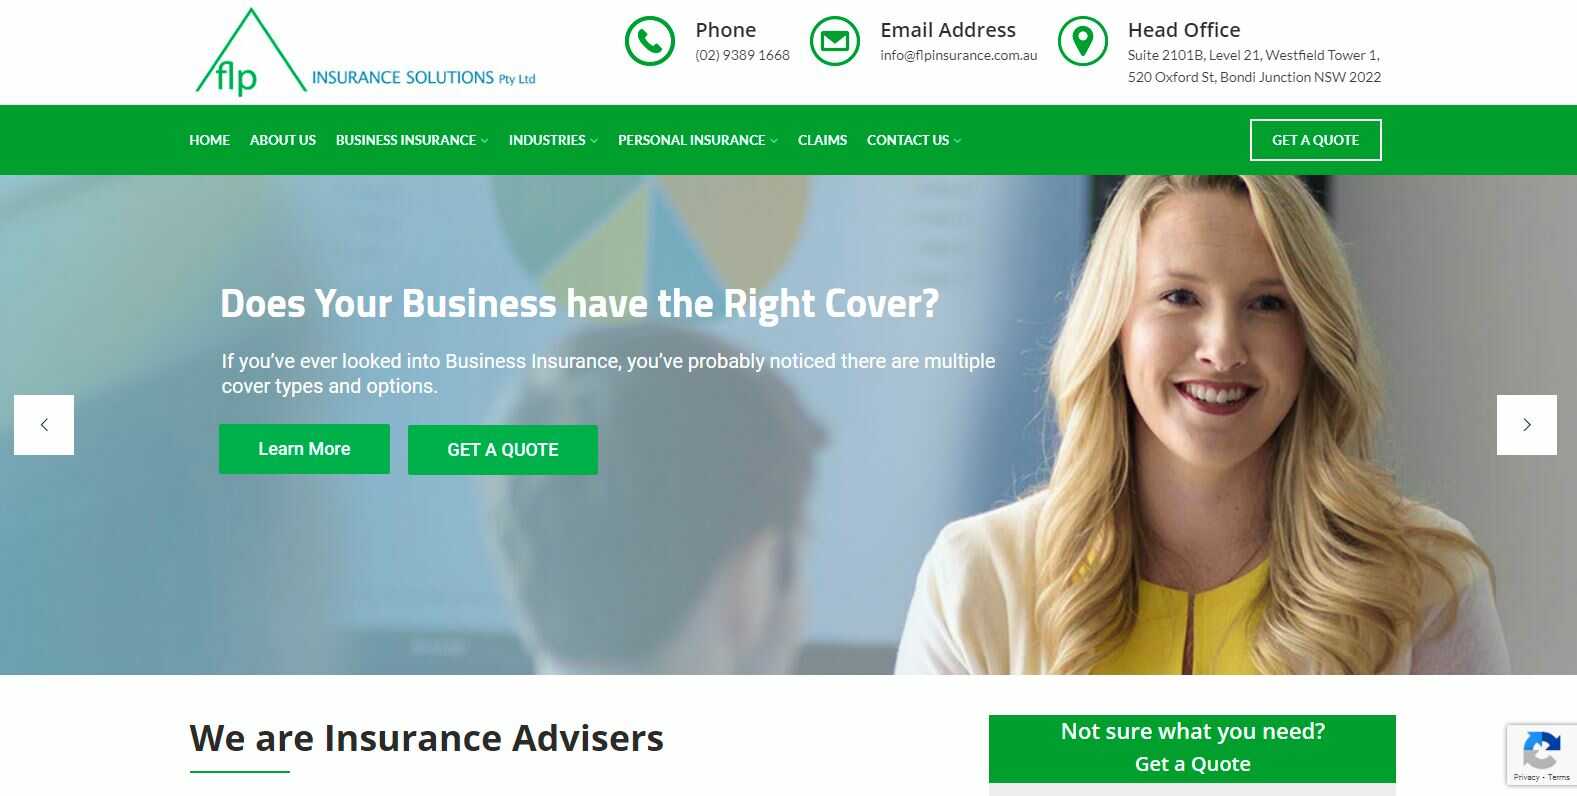 flp
INSURANCE SOLUTIONS Pty Ltd
Phone
(02) 9389 1668
Email Address
info@flpinsurance.com.au
Head Office
Suite 2101B, Level 21, Westfield Tower 1,
520 Oxford St, Bondi Junction NSW 2022
HOME ABOUT US BUSINESS INSURANCE INDUSTRIES PERSONAL INSURANCE CLAIMS CONTACT US GET A QUOTE
Does Your Business have the Right Cover?
If you've ever looked into Business Insurance, you've probably noticed there are multiple
cover types and options.
Learn More GET A QUOTE
We are Insurance Advisers
Not sure what you need?
Get a Quote
Privacy - Terms